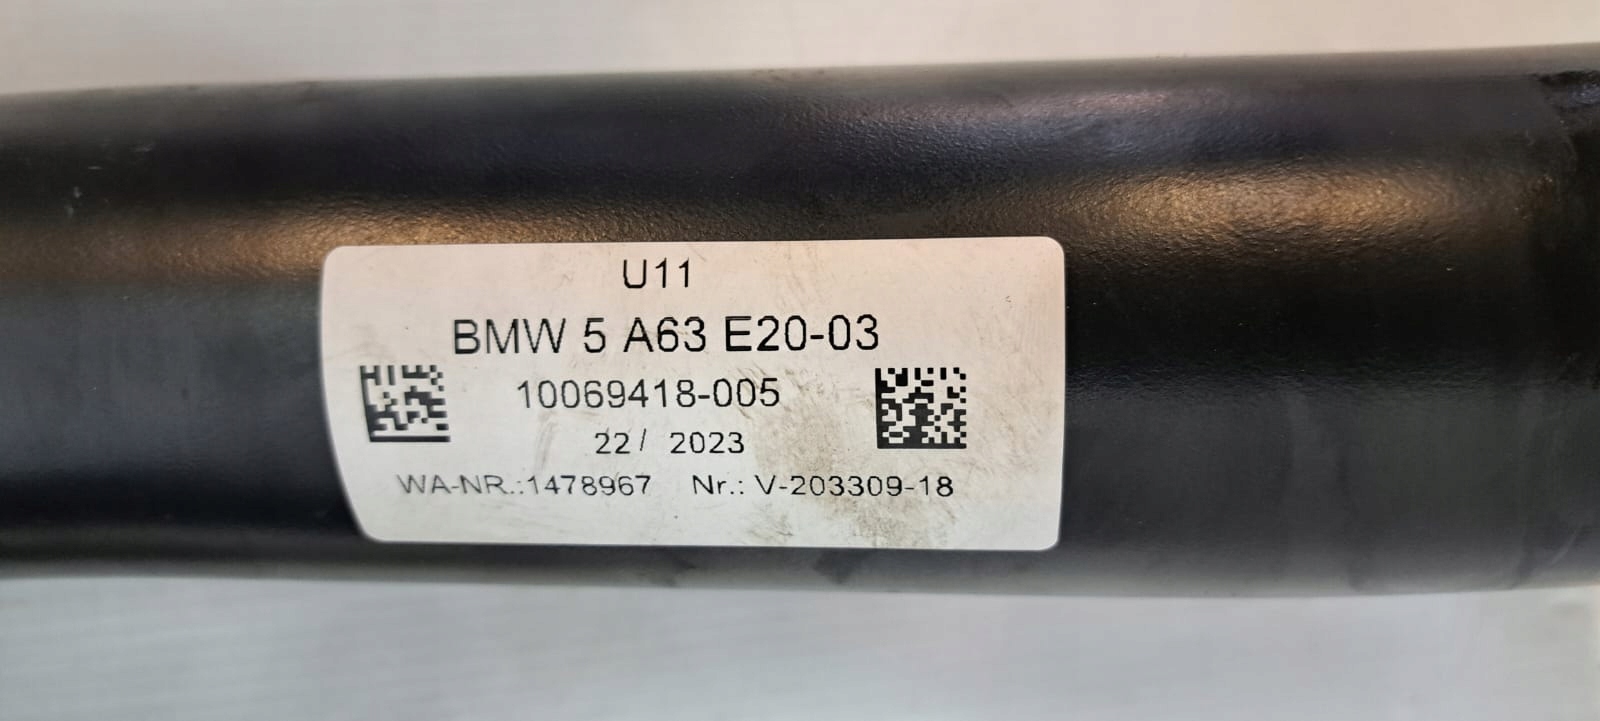 U11
BMW 5 A63 E20-03
10069418-005
22/ 2023
WA-NR.:1478967 Nr.: V-203309-18